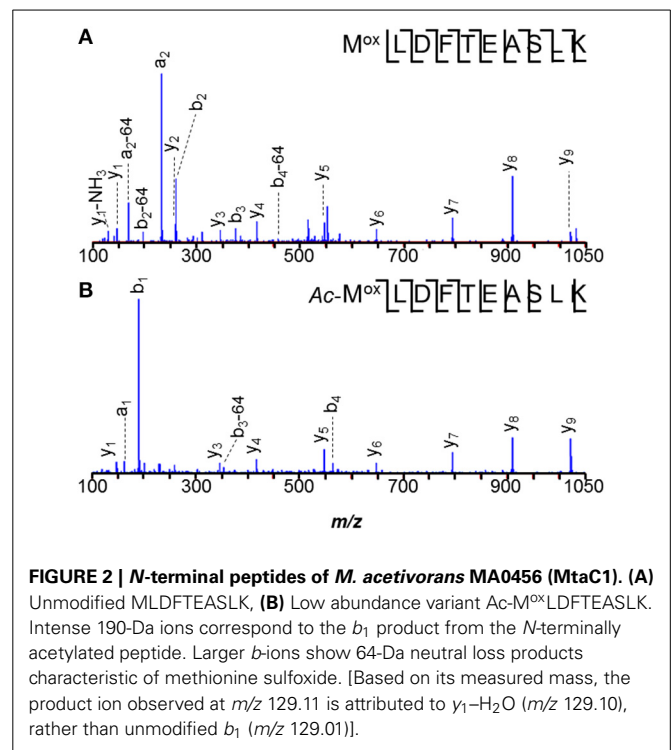 A
Mᵒˣ LDFTEASLK
a₂
b₂
y₁-NH₃
y₁
a₂-64
b₂-64
y₂
y₃
b₃
y₄
b₄-64
y₅
y₆
y₇
y₈
y₉
100 300 500 700 900 1050
B
Ac-Mᵒˣ LDFTEASLK
b₁
y₁
a₁
y₃
b₃-64
y₄
y₅
b₄
y₆
y₇
y₈
y₉
100 300 500 700 900 1050
m/z
FIGURE 2 | N-terminal peptides of M. acetivorans MA0456 (MtaC1). (A)
Unmodified MLDFTEASLK, (B) Low abundance variant Ac-MᵒˣLDFTEASLK.
Intense 190-Da ions correspond to the b₁ product from the N-terminally
acetylated peptide. Larger b-ions show 64-Da neutral loss products
characteristic of methionine sulfoxide. [Based on its measured mass, the
product ion observed at m/z 129.11 is attributed to y₁–H₂O (m/z 129.10),
rather than unmodified b₁ (m/z 129.01)].